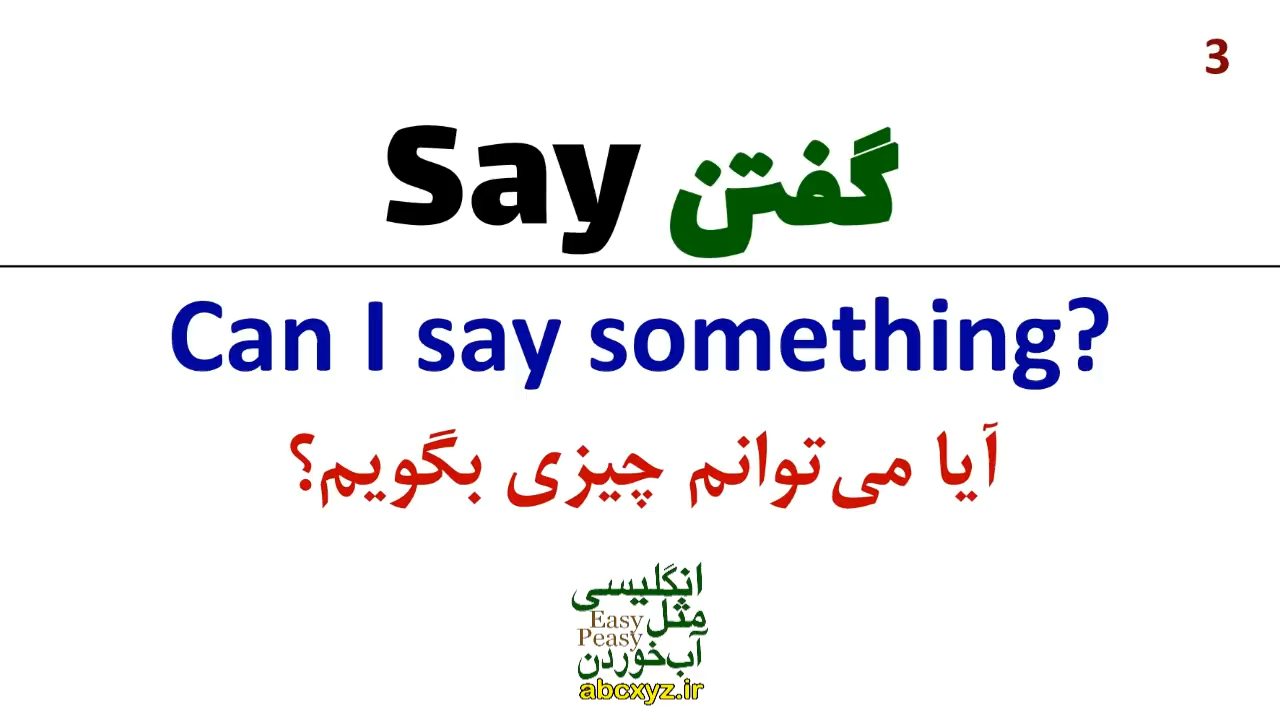 3
Say گفتن
Can I say something?
آیا می‌توانم چیزی بگویم؟
انگلیسی
مثل
Easy
Peasy
آب‌خوردن
abcxyz.ir